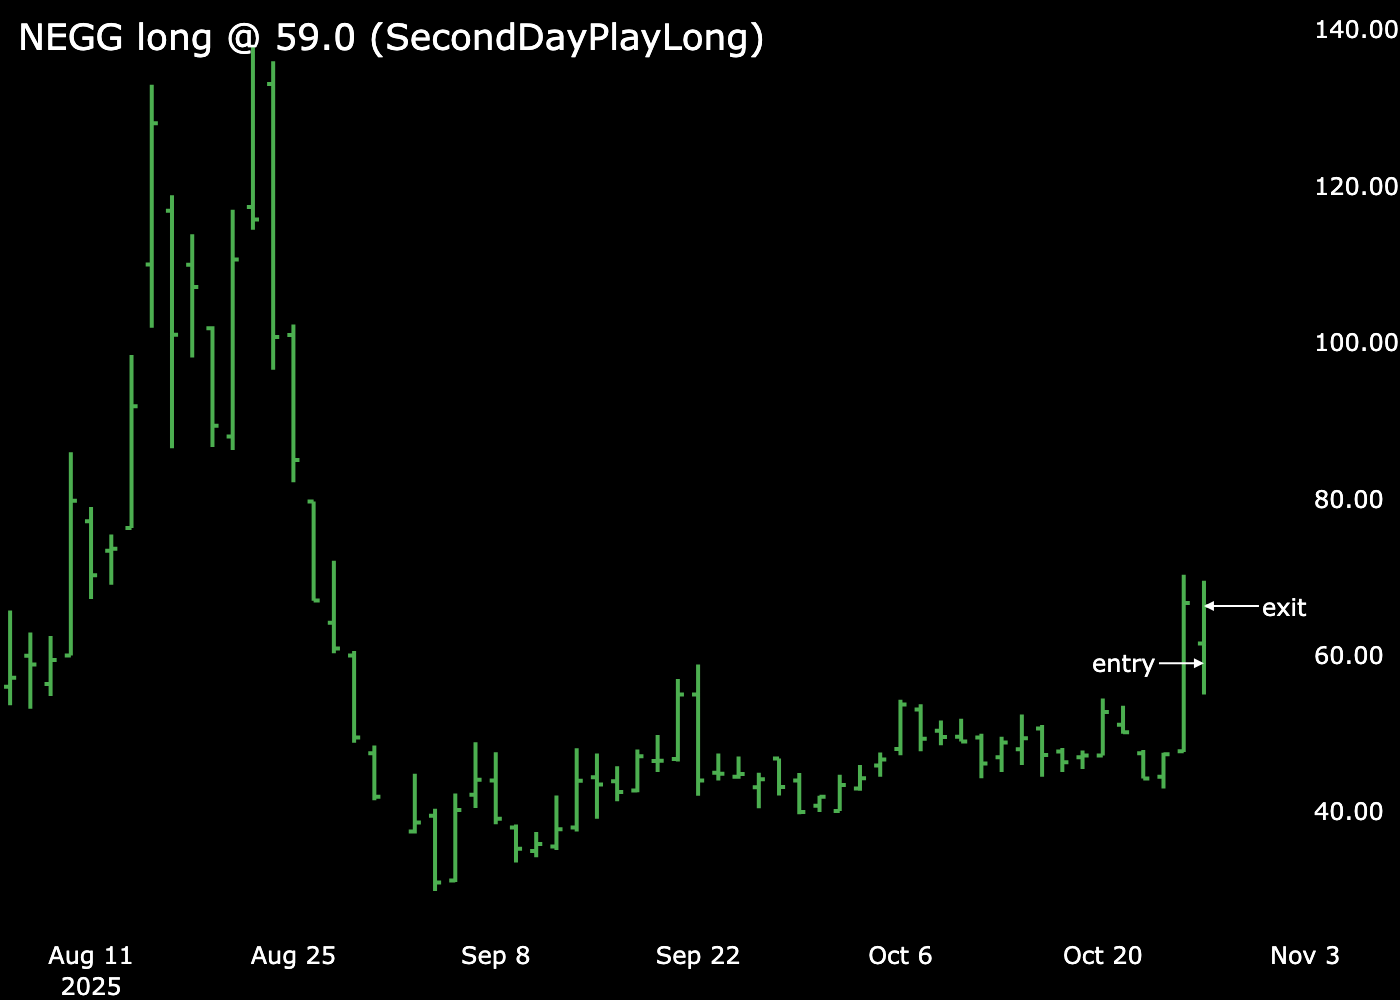 NEGG long @ 59.0 (SecondDayPlayLong)
140.00
120.00
100.00
80.00
exit
60.00
entry
40.00
Aug 11
2025
Aug 25
Sep 8
Sep 22
Oct 6
Oct 20
Nov 3